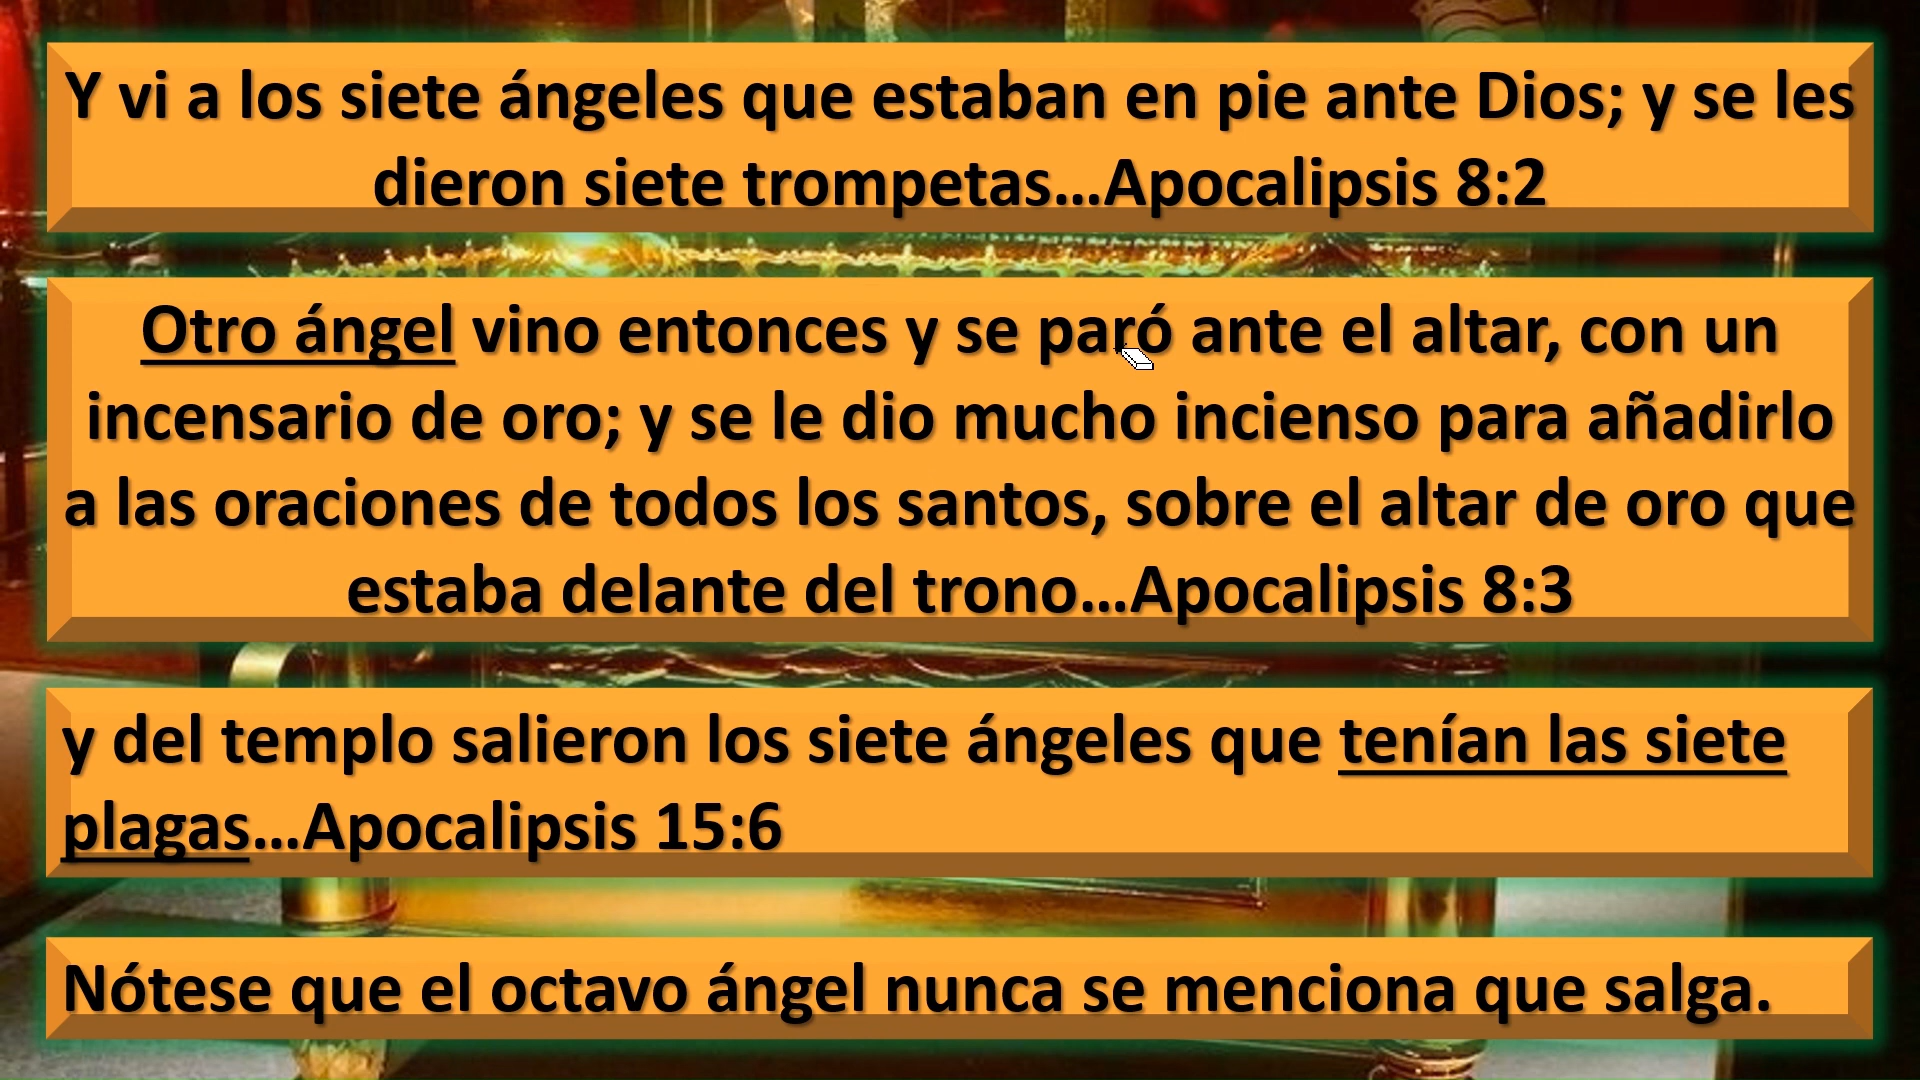 Y vi a los siete ángeles que estaban en pie ante Dios; y se les
dieron siete trompetas…Apocalipsis 8:2
Otro ángel vino entonces y se paró ante el altar, con un
incensario de oro; y se le dio mucho incienso para añadirlo
a las oraciones de todos los santos, sobre el altar de oro que
estaba delante del trono…Apocalipsis 8:3
y del templo salieron los siete ángeles que tenían las siete
plagas…Apocalipsis 15:6
Nótese que el octavo ángel nunca se menciona que salga.